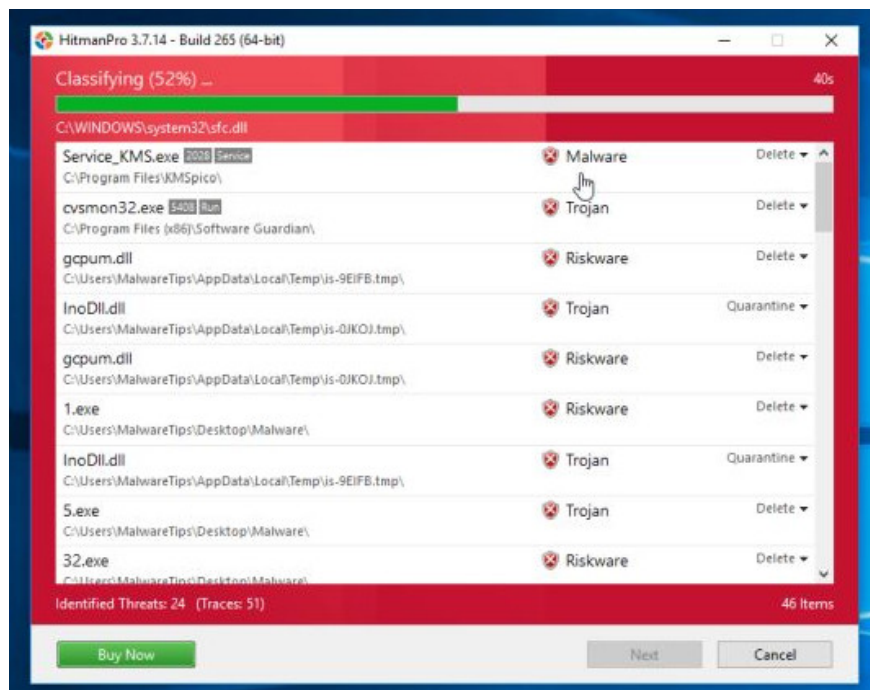 HitmanPro 3.7.14 - Build 265 (64-bit)
Classifying (52%) ...
40s
C:\WINDOWS\system32\sfc.dll
Service_KMS.exe 2028 Service Malware Delete
C:\Program Files\KMSpico\
cvsmon32.exe 5408 Run Trojan Delete
C:\Program Files (x86)\Software Guardian\
gcpum.dll Riskware Delete
C:\Users\MalwareTips\AppData\Local\Temp\is-9EIFB.tmp\
InoDll.dll Trojan Quarantine
C:\Users\MalwareTips\AppData\Local\Temp\is-0JKOJ.tmp\
gcpum.dll Riskware Delete
C:\Users\MalwareTips\AppData\Local\Temp\is-0JKOJ.tmp\
1.exe Riskware Delete
C:\Users\MalwareTips\Desktop\Malware\
InoDll.dll Trojan Quarantine
C:\Users\MalwareTips\AppData\Local\Temp\is-9EIFB.tmp\
5.exe Trojan Delete
C:\Users\MalwareTips\Desktop\Malware\
32.exe Riskware Delete
C:\Users\MalwareTips\Desktop\Malware\
Identified Threats: 24 (Traces: 51)
46 Items
Buy Now
Next
Cancel